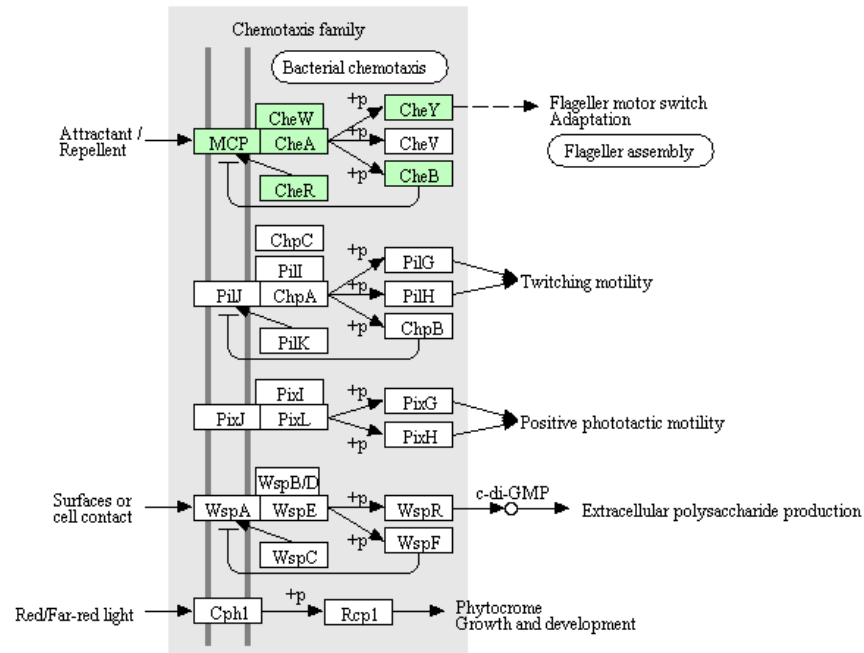 Chemotaxis family
Bacterial chemotaxis
Attractant /
Repellent
MCP
CheW
CheA
CheR
+p
+p
+p
CheY
CheV
CheB
Flageller motor switch
Adaptation
Flageller assembly
ChpC
PilI
PilJ
ChpA
PilK
+p
+p
+p
PilG
PilH
ChpB
Twitching motility
PixI
PixJ
PixL
+p
+p
PixG
PixH
Positive phototactic motility
Surfaces or
cell contact
WspB/D
WspA
WspE
WspC
+p
+p
WspR
WspF
c-di-GMP
Extracellular polysaccharide production
Red/Far-red light
Cph1
+p
Rcp1
Phytocrome
Growth and development